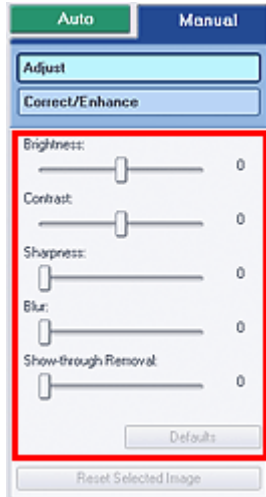 Auto Manual
Adjust
Correct/Enhance
Brightness:
0
Contrast:
0
Sharpness:
0
Blur:
0
Show-through Removal:
0
Defaults
Reset Selected Image